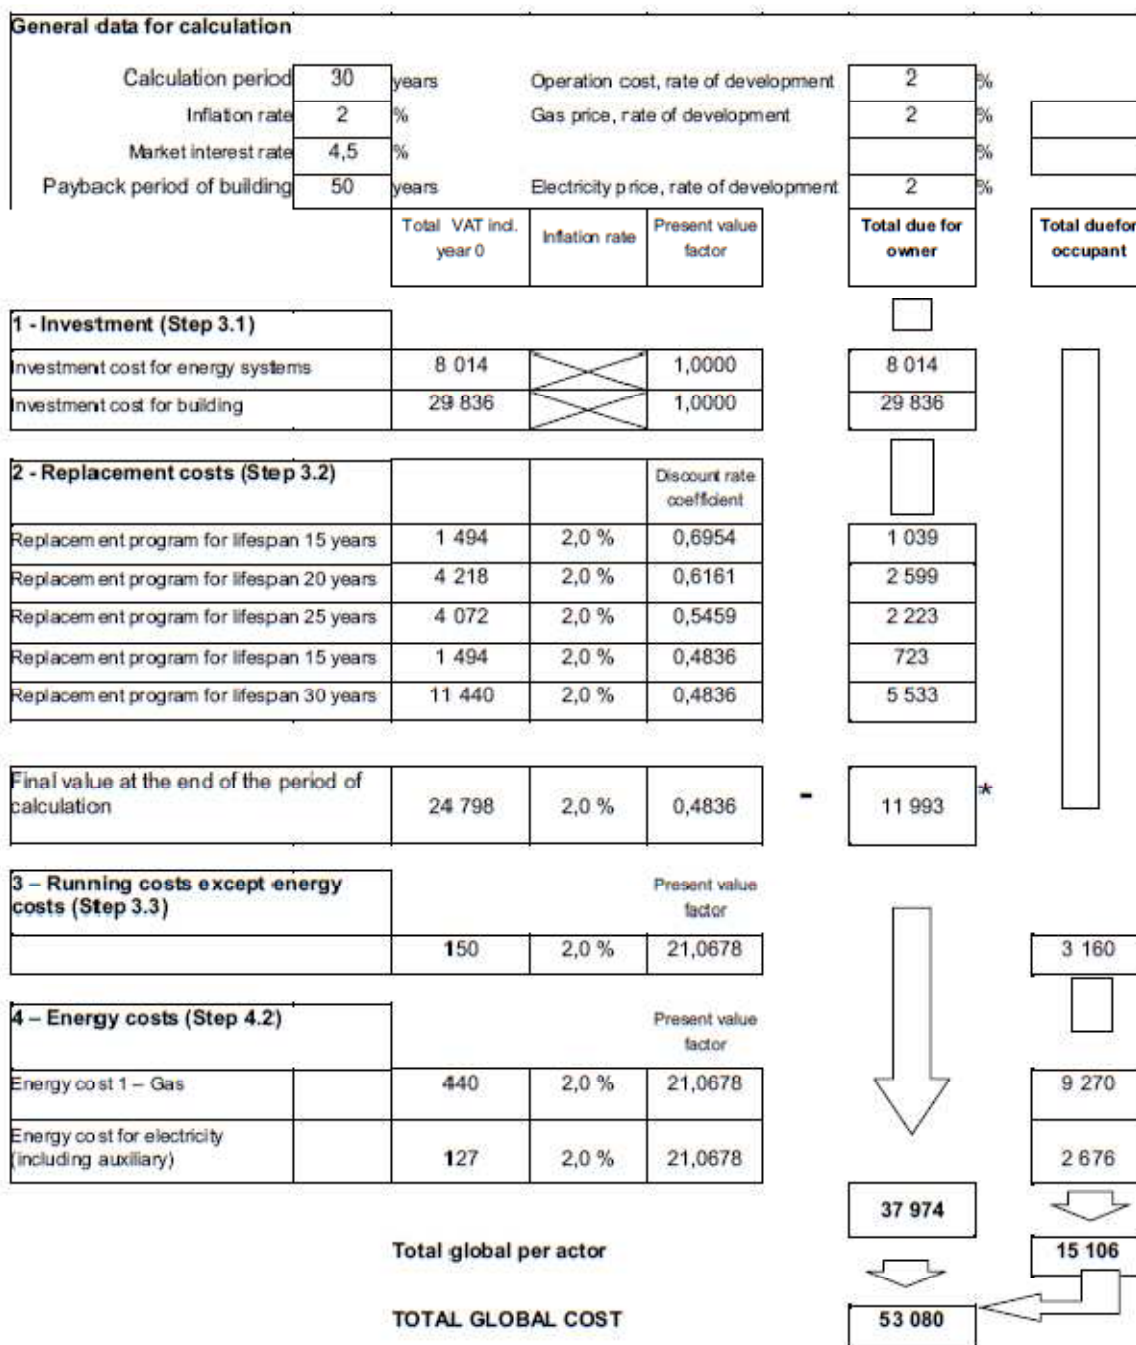 General data for calculation
Calculation period 30 years Operation cost, rate of development 2 %
Inflation rate 2 % Gas price, rate of development 2 %
Market interest rate 4,5 % %
Payback period of building 50 years Electricity price, rate of development 2 %
Total VAT incl. year 0 Inflation rate Present value factor Total due for owner Total duefor occupant
1 - Investment (Step 3.1)
Investment cost for energy systems 8 014 1,0000 8 014
Investment cost for building 29 836 1,0000 29 836
2 - Replacement costs (Step 3.2) Discount rate coefficient
Replacement program for lifespan 15 years 1 494 2,0 % 0,6954 1 039
Replacement program for lifespan 20 years 4 218 2,0 % 0,6161 2 599
Replacement program for lifespan 25 years 4 072 2,0 % 0,5459 2 223
Replacement program for lifespan 15 years 1 494 2,0 % 0,4836 723
Replacement program for lifespan 30 years 11 440 2,0 % 0,4836 5 533
Final value at the end of the period of
calculation 24 798 2,0 % 0,4836 - 11 993 *
3 – Running costs except energy
costs (Step 3.3) Present value factor
150 2,0 % 21,0678 3 160
4 – Energy costs (Step 4.2) Present value factor
Energy cost 1 – Gas 440 2,0 % 21,0678 9 270
Energy cost for electricity
(including auxiliary) 127 2,0 % 21,0678 2 676
37 974
Total global per actor 15 106
TOTAL GLOBAL COST 53 080